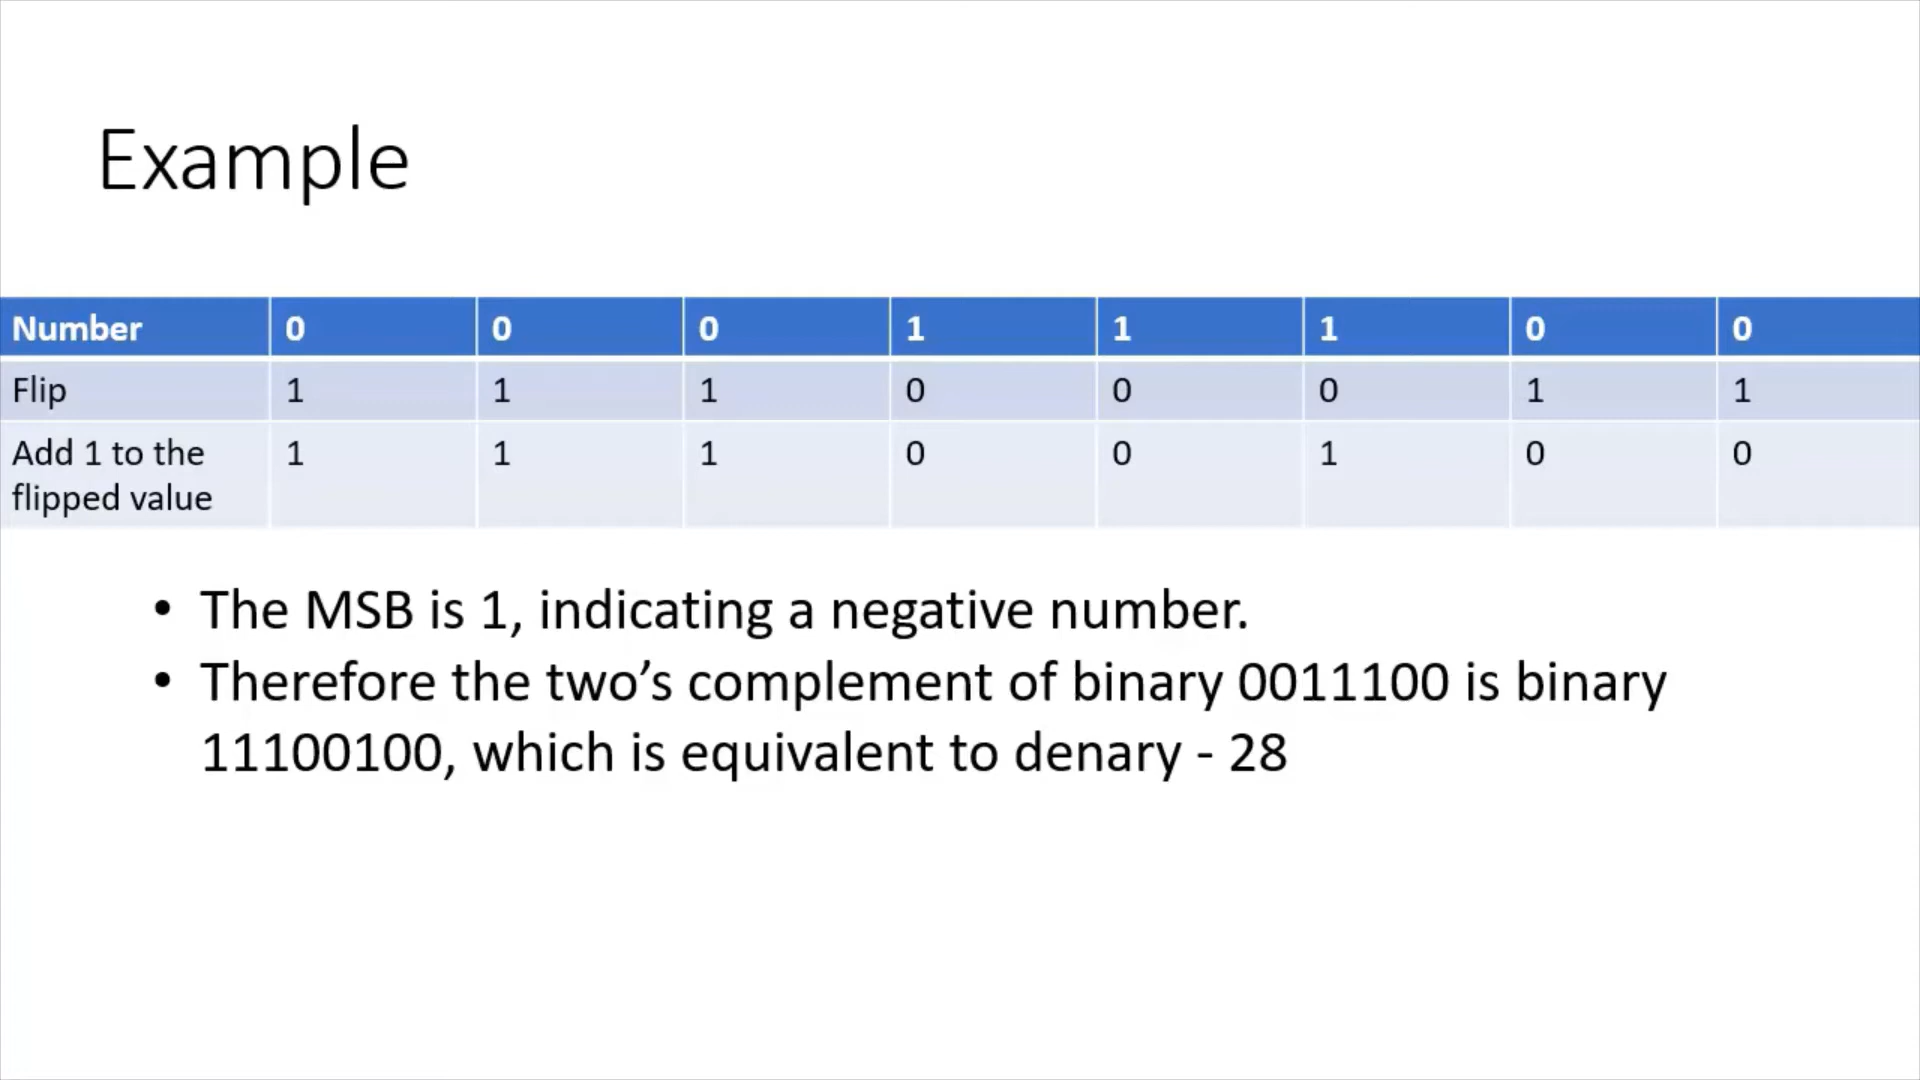 Example
Number 0 0 0 1 1 1 0 0
Flip 1 1 1 0 0 0 1 1
Add 1 to the 1 1 1 0 0 1 0 0
flipped value
• The MSB is 1, indicating a negative number.
• Therefore the two’s complement of binary 0011100 is binary
11100100, which is equivalent to denary - 28